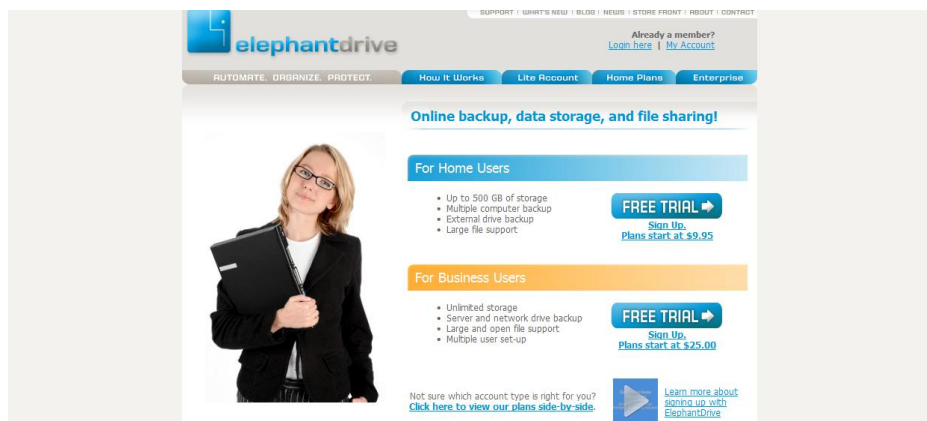 SUPPORT | WHAT'S NEW | BLOG | NEWS | STORE FRONT | ABOUT | CONTACT
elephantdrive
Already a member?
Login here | My Account
AUTOMATE. ORGANIZE. PROTECT.
How It Works
Lite Account
Home Plans
Enterprise
Online backup, data storage, and file sharing!
For Home Users
• Up to 500 GB of storage
• Multiple computer backup
• External drive backup
• Large file support
FREE TRIAL
Sign Up.
Plans start at $9.95
For Business Users
• Unlimited storage
• Server and network drive backup
• Large and open file support
• Multiple user set-up
FREE TRIAL
Sign Up.
Plans start at $25.00
Not sure which account type is right for you?
Click here to view our plans side-by-side.
Learn more about
signing up with
ElephantDrive